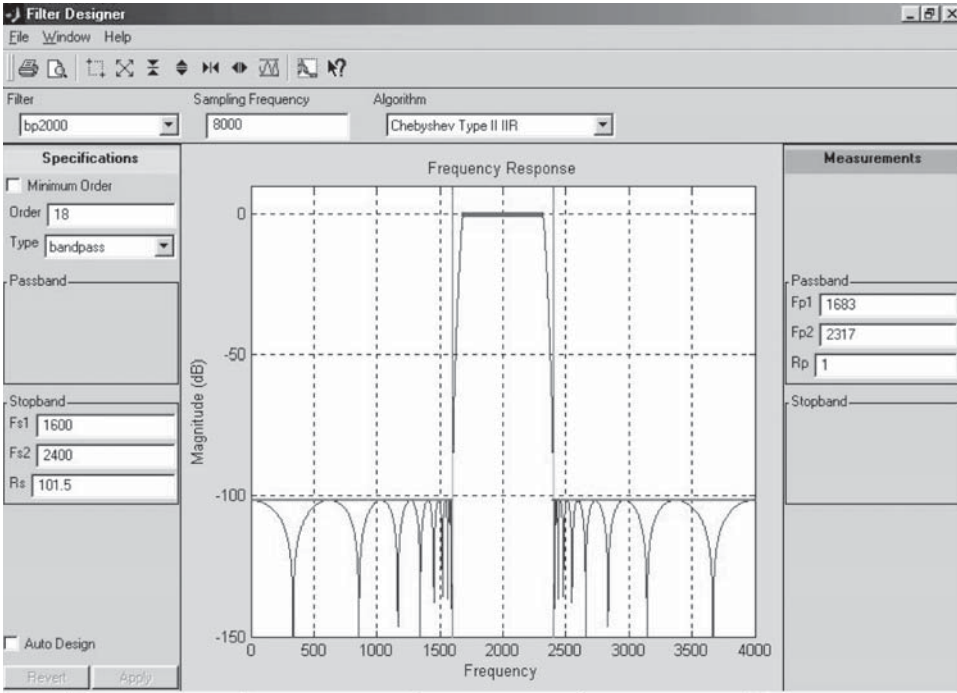 Filter Designer
File Window Help
Filter Sampling Frequency Algorithm
bp2000 8000 Chebyshev Type II IIR
Specifications
Minimum Order
Order 18
Type bandpass
Passband
Stopband
Fs1 1600
Fs2 2400
Rs 101.5
Auto Design
Revert Apply
Frequency Response
Magnitude (dB)
0
-50
-100
-150
0 500 1000 1500 2000 2500 3000 3500 4000
Frequency
Measurements
Passband
Fp1 1683
Fp2 2317
Rp 1
Stopband